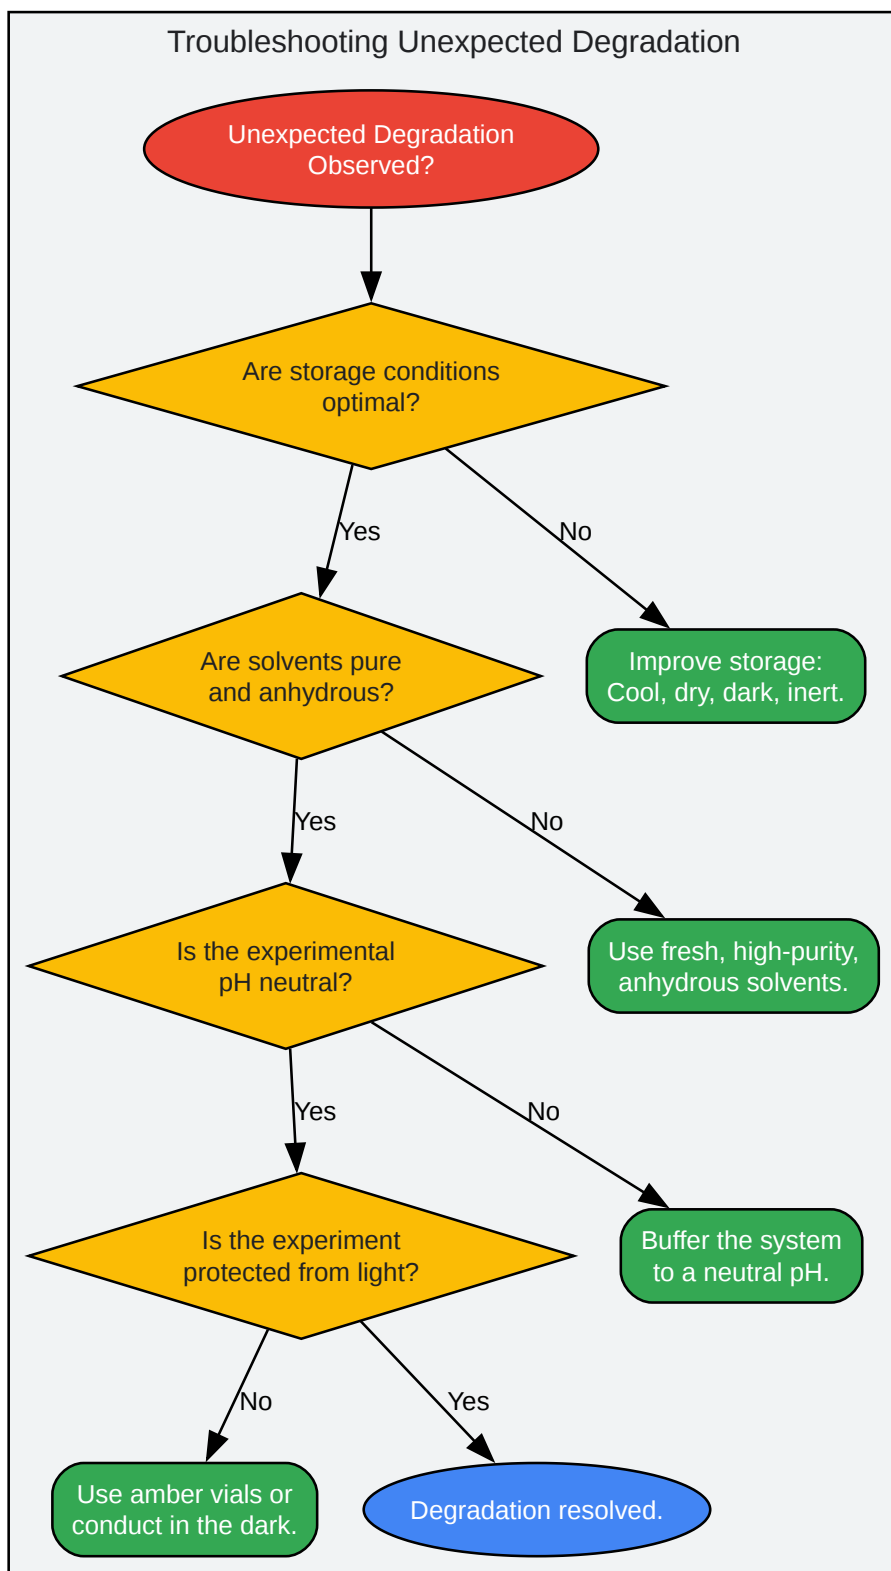 Troubleshooting Unexpected Degradation
Unexpected Degradation
Observed?
Are storage conditions
optimal?
Yes
No
Are solvents pure
and anhydrous?
Improve storage:
Cool, dry, dark, inert.
Yes
No
Is the experimental
pH neutral?
Use fresh, high-purity,
anhydrous solvents.
Yes
No
Is the experiment
protected from light?
Buffer the system
to a neutral pH.
No
Yes
Use amber vials or
conduct in the dark.
Degradation resolved.